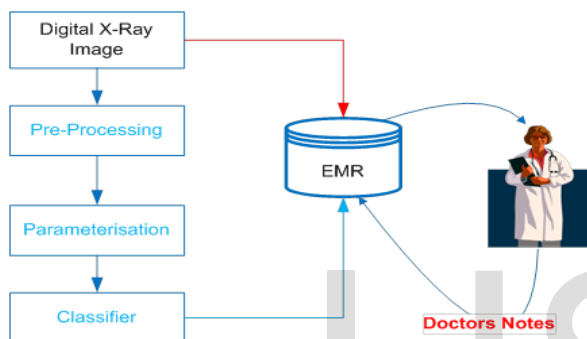 Digital X-Ray
Image
Pre-Processing
EMR
Parameterisation
Classifier
Doctors Notes